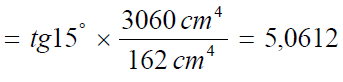 = tg15° × 3060 cm⁴ / 162 cm⁴ = 5,0612